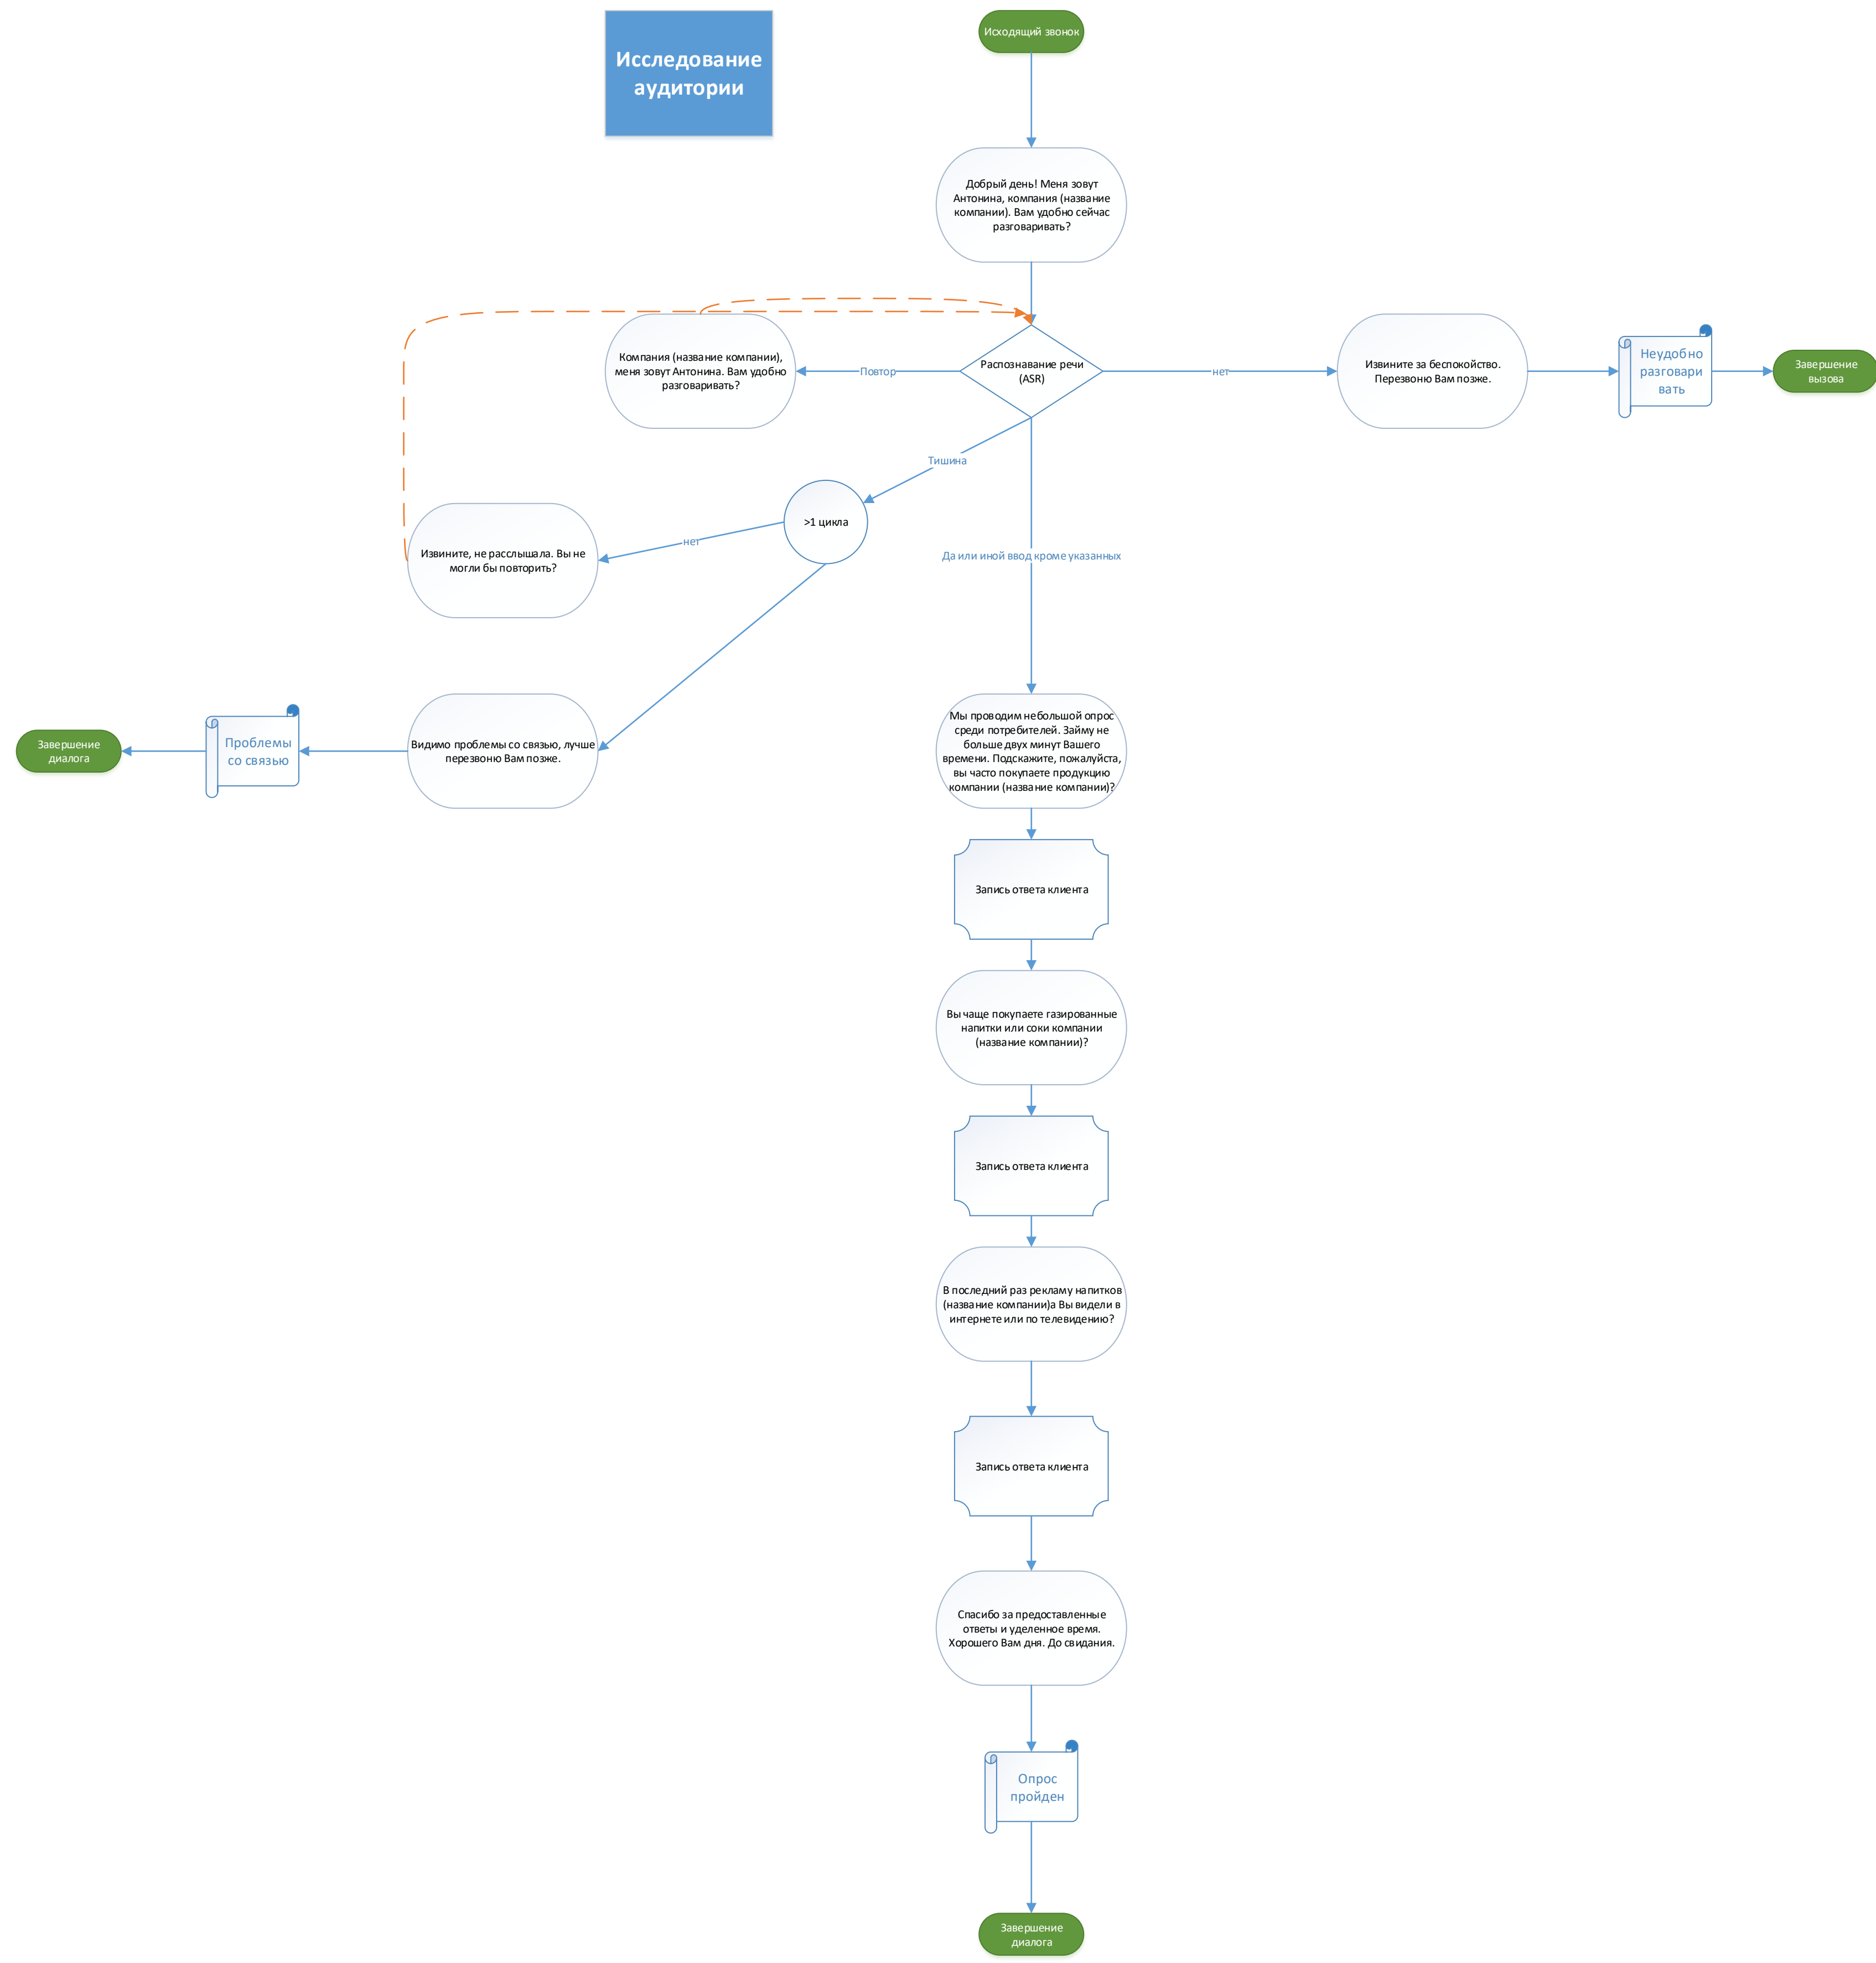 Исследование
аудитории
Исходящий звонок
Добрый день! Меня зовут
Антонина, компания (название
компании). Вам удобно сейчас
разговаривать?
Компания (название компании),
меня зовут Антонина. Вам удобно
разговаривать?
Повтор
Распознавание речи
(ASR)
нет
Извините за беспокойство.
Перезвоню Вам позже.
Неудобно
разговари
вать
Завершение
вызова
Тишина
>1 цикла
нет
Извините, не расслышала. Вы не
могли бы повторить?
Да или иной ввод кроме указанных
Завершение
диалога
Проблемы
со связью
Видимо проблемы со связью, лучше
перезвоню Вам позже.
Мы проводим небольшой опрос
среди потребителей. Займу не
больше двух минут Вашего
времени. Подскажите, пожалуйста,
вы часто покупаете продукцию
компании (название компании)?
Запись ответа клиента
Вы чаще покупаете газированные
напитки или соки компании
(название компании)?
Запись ответа клиента
В последний раз рекламу напитков
(название компании)а Вы видели в
интернете или по телевидению?
Запись ответа клиента
Спасибо за предоставленные
ответы и уделенное время.
Хорошего Вам дня. До свидания.
Опрос
пройден
Завершение
диалога